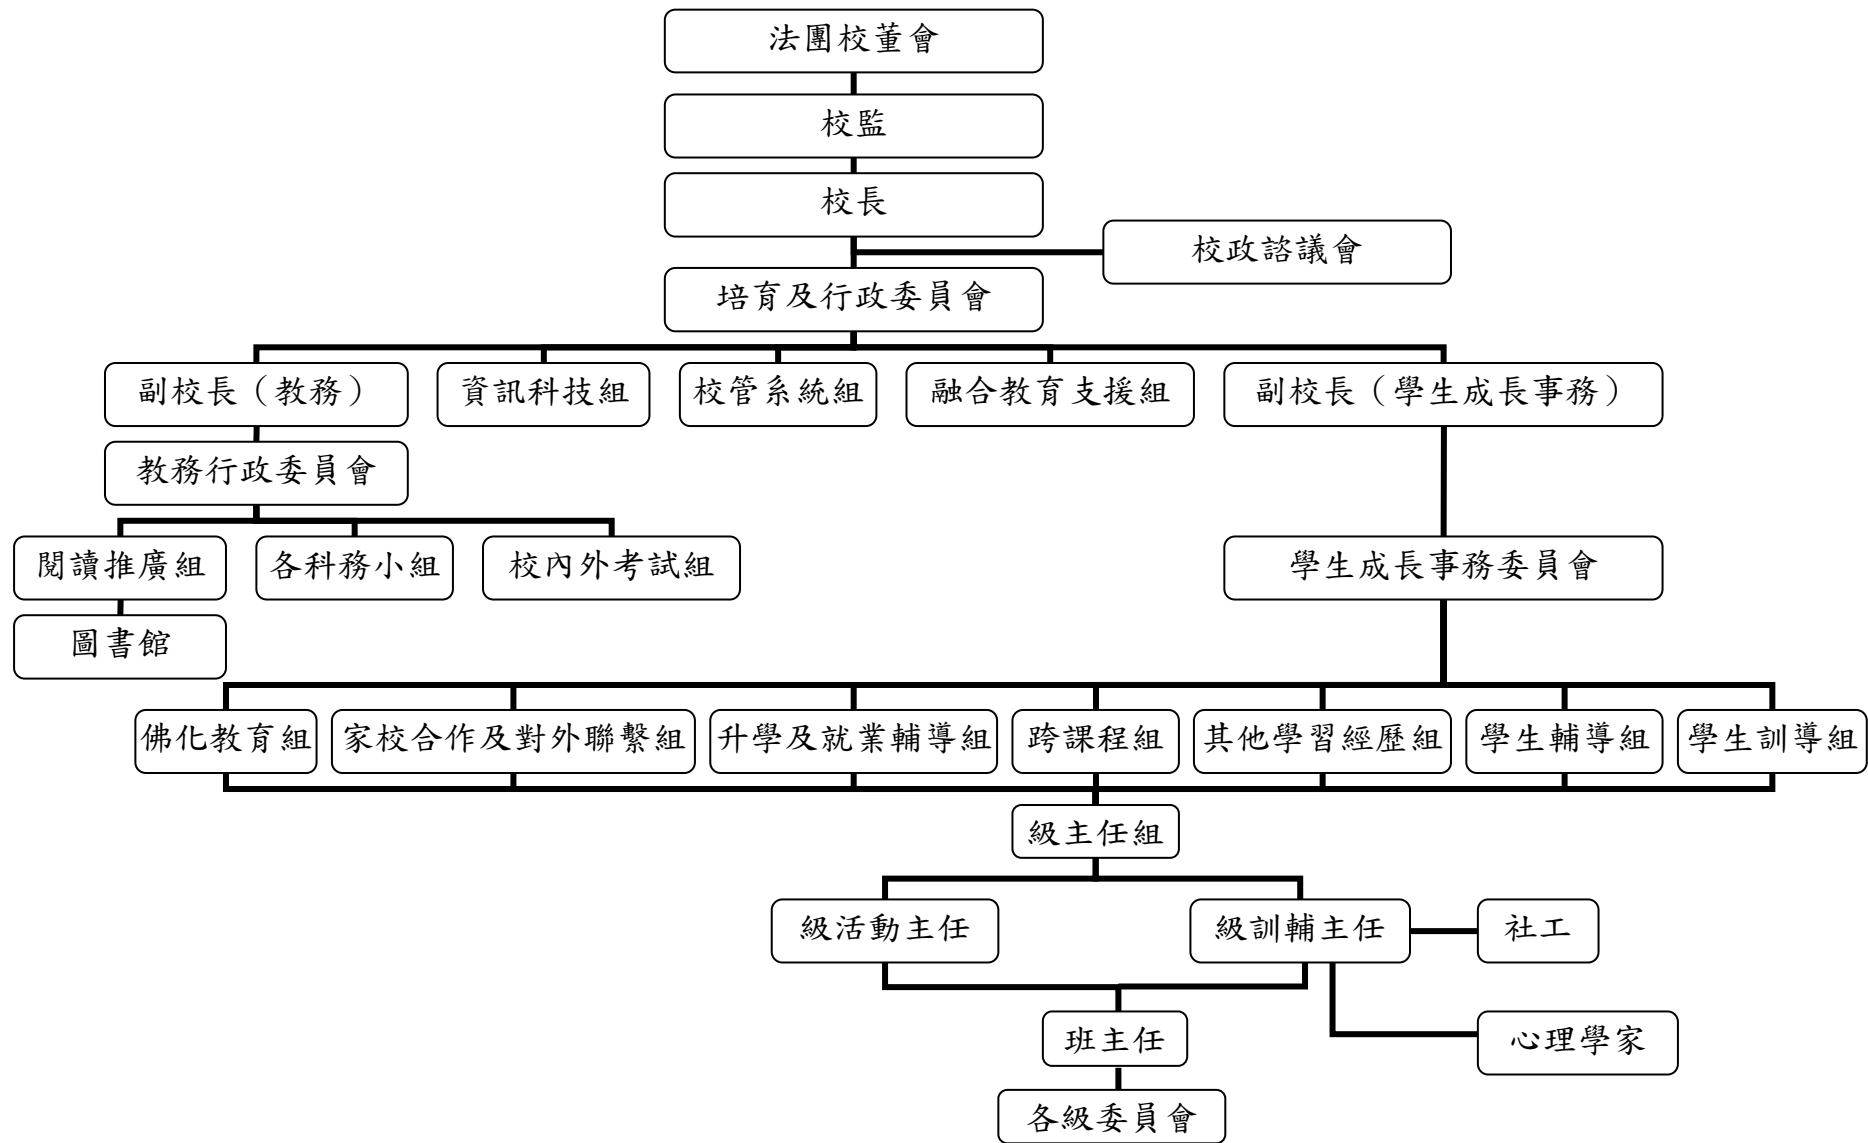 法團校董會
校監
校長
校政諮議會
培育及行政委員會
副校長（教務）
資訊科技組
校管系統組
融合教育支援組
副校長（學生成長事務）
教務行政委員會
閱讀推廣組
各科務小組
校內外考試組
學生成長事務委員會
圖書館
佛化教育組
家校合作及對外聯繫組
升學及就業輔導組
跨課程組
其他學習經歷組
學生輔導組
學生訓導組
級主任組
級活動主任
級訓輔主任
社工
班主任
心理學家
各級委員會